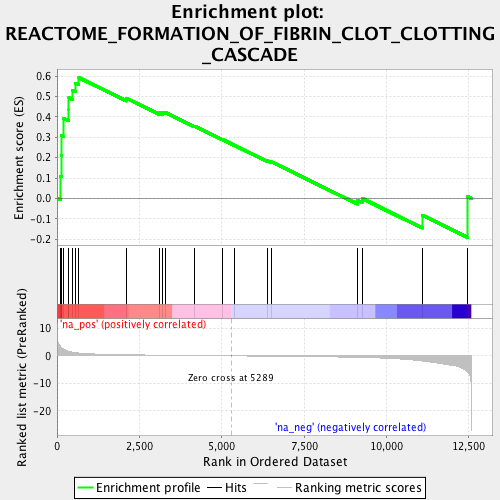 Enrichment plot:
REACTOME_FORMATION_OF_FIBRIN_CLOT_CLOTTING
_CASCADE
Enrichment score (ES)
0.6
0.5
0.4
0.3
0.2
0.1
0.0
-0.1
-0.2
'na_pos' (positively correlated)
Ranked list metric (PreRanked)
10
0
-10
-20
Zero cross at 5289
'na_neg' (negatively correlated)
0
2,500
5,000
7,500
10,000
12,500
Rank in Ordered Dataset
Enrichment profile
Hits
Ranking metric scores